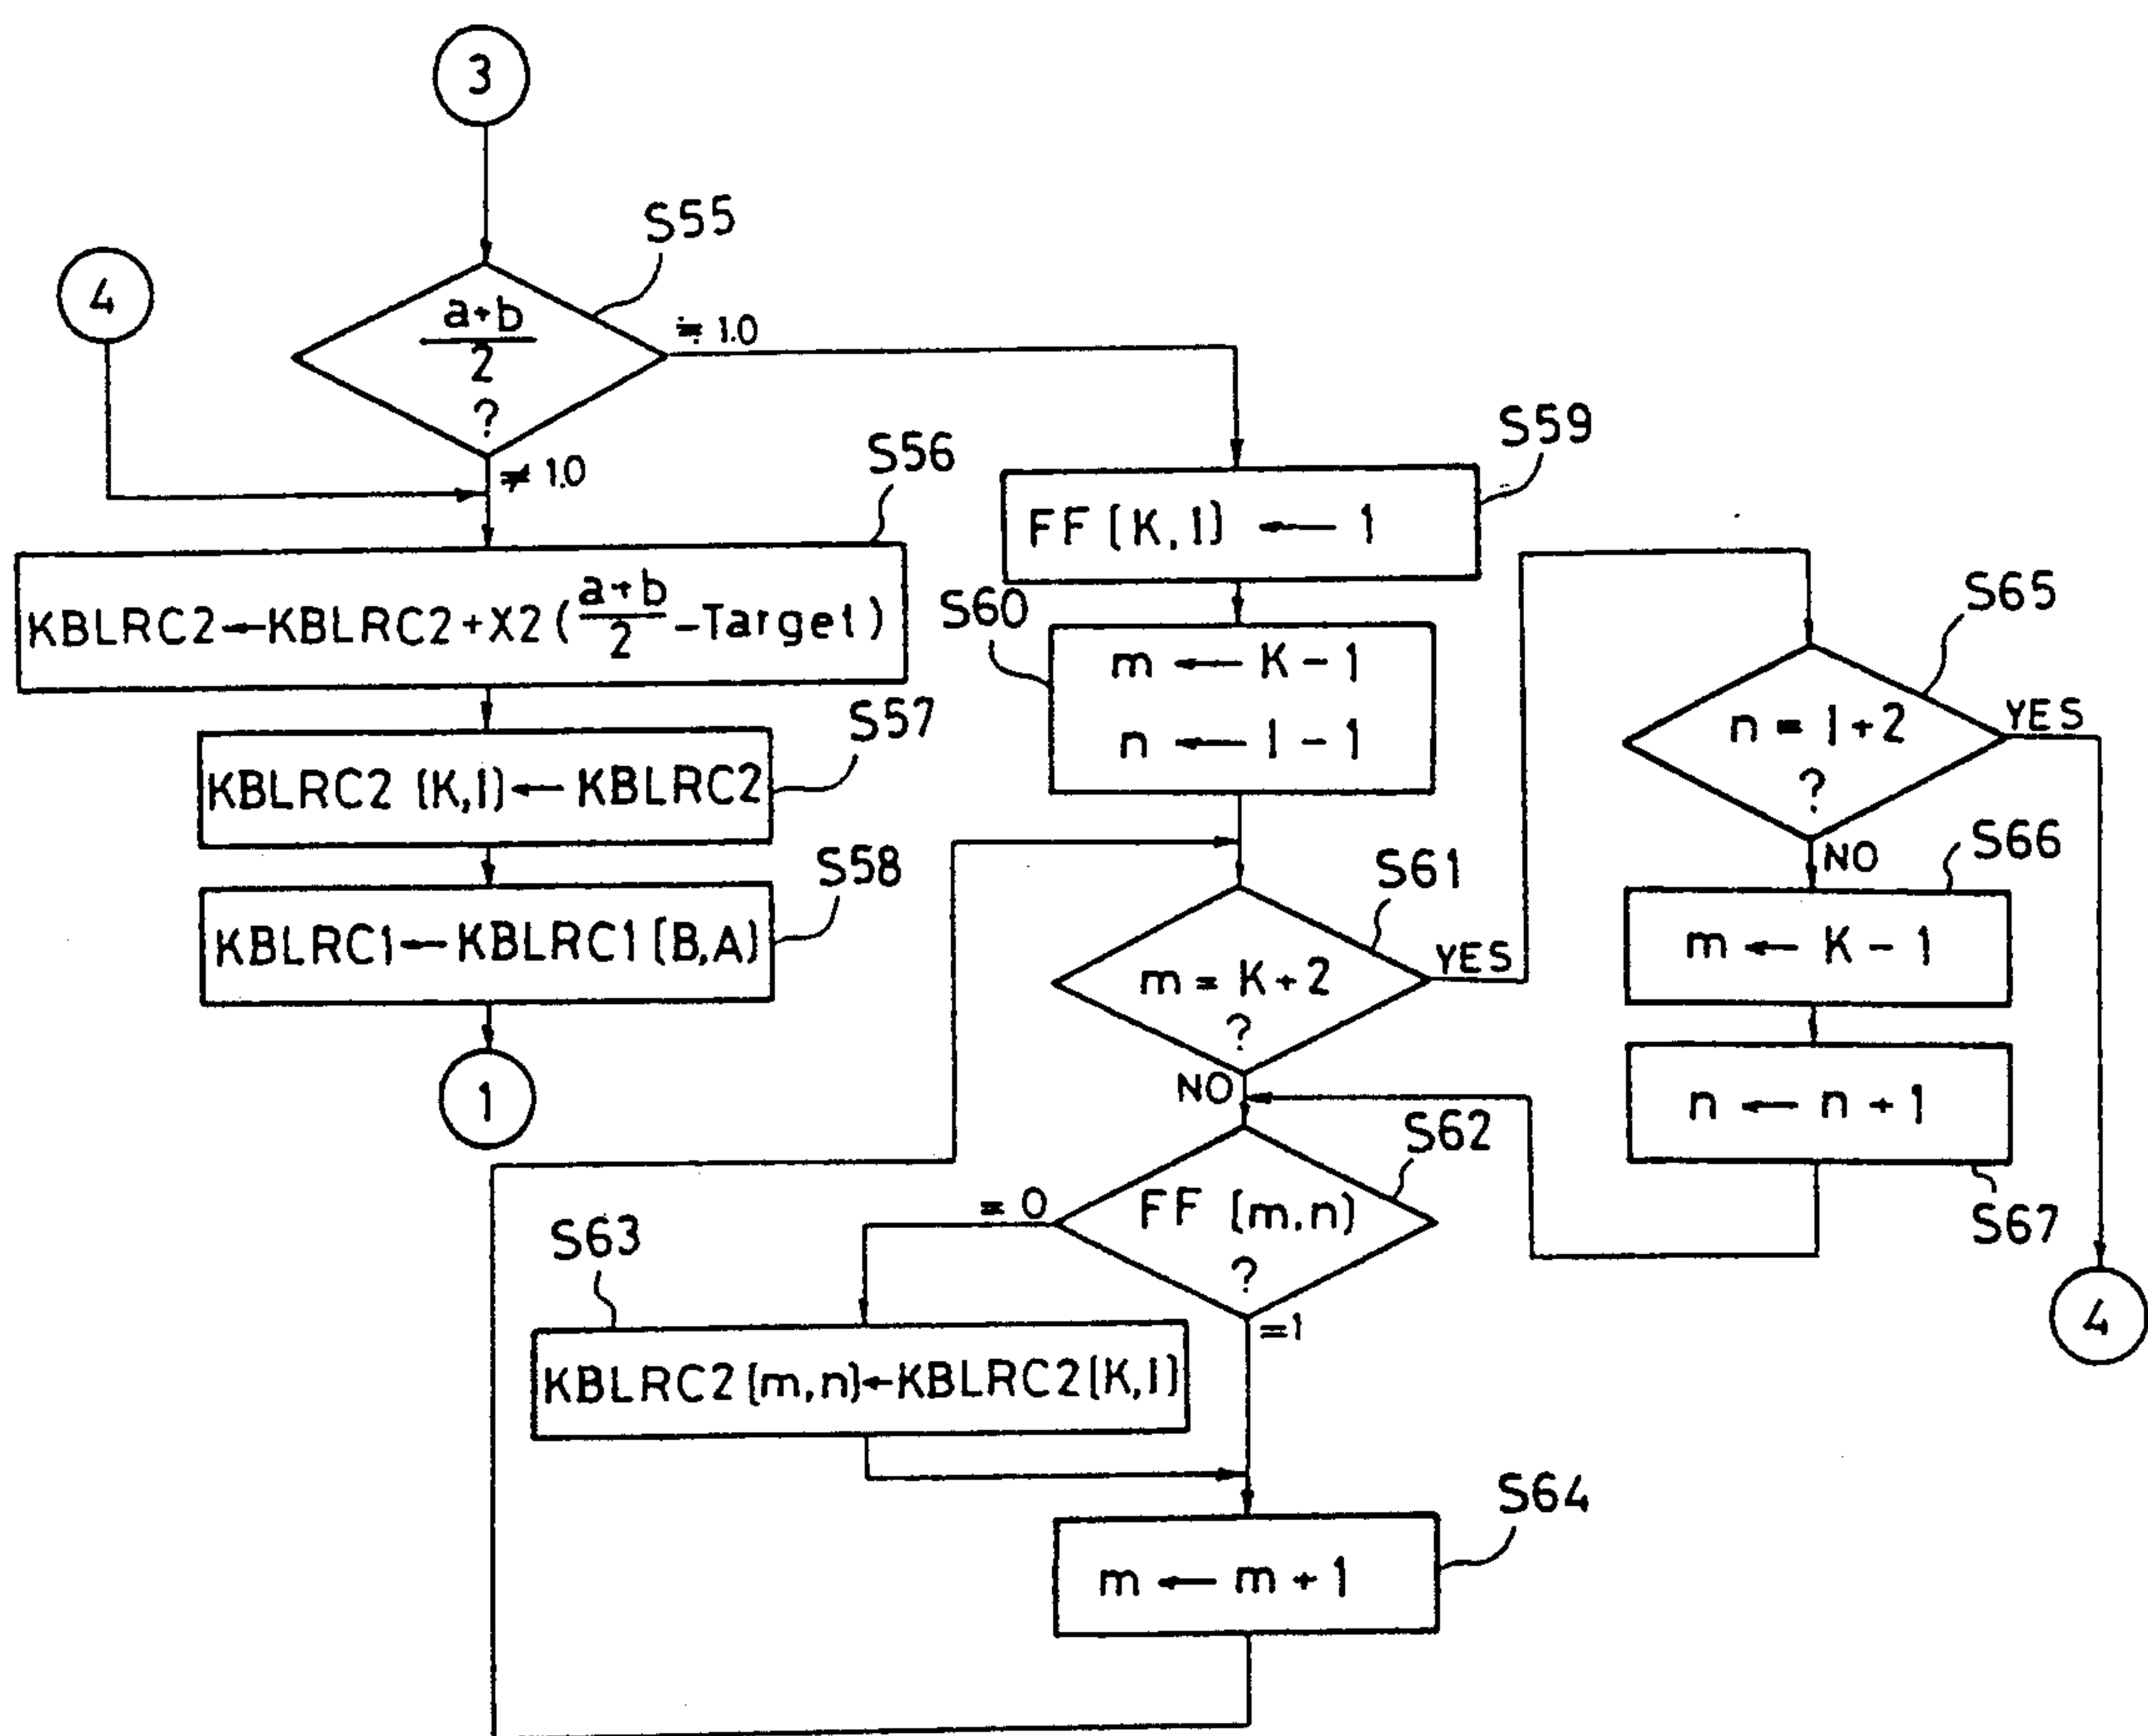 3
S55
4
a+b
2
?
≒ 1.0
≠ 1.0
S56
KBLRC2←KBLRC2+X2(a+b/2−Target)
S57
KBLRC2 [K,I)← KBLRC2
S58
KBLRC1←KBLRC1[B,A)
1
S59
FF [K,I) ← 1
S60
m ← K−1
n ← I−1
S61
m = K+2
?
YES
NO
S62
FF [m,n)
?
= 0
=1
S63
KBLRC2[m,n)←KBLRC2[K,I)
S64
m ← m+1
S65
n = I+2
?
YES
NO
S66
m ← K−1
n ← n+1
S67
4